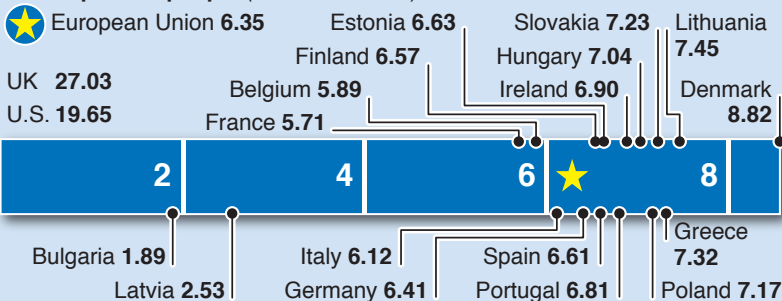 European Union 6.35
UK 27.03
U.S. 19.65
Estonia 6.63
Finland 6.57
Belgium 5.89
France 5.71
Slovakia 7.23
Hungary 7.04
Ireland 6.90
Lithuania
7.45
Denmark
8.82
2 4 6 8
Bulgaria 1.89
Latvia 2.53
Italy 6.12
Germany 6.41
Spain 6.61
Portugal 6.81
Greece
7.32
Poland 7.17